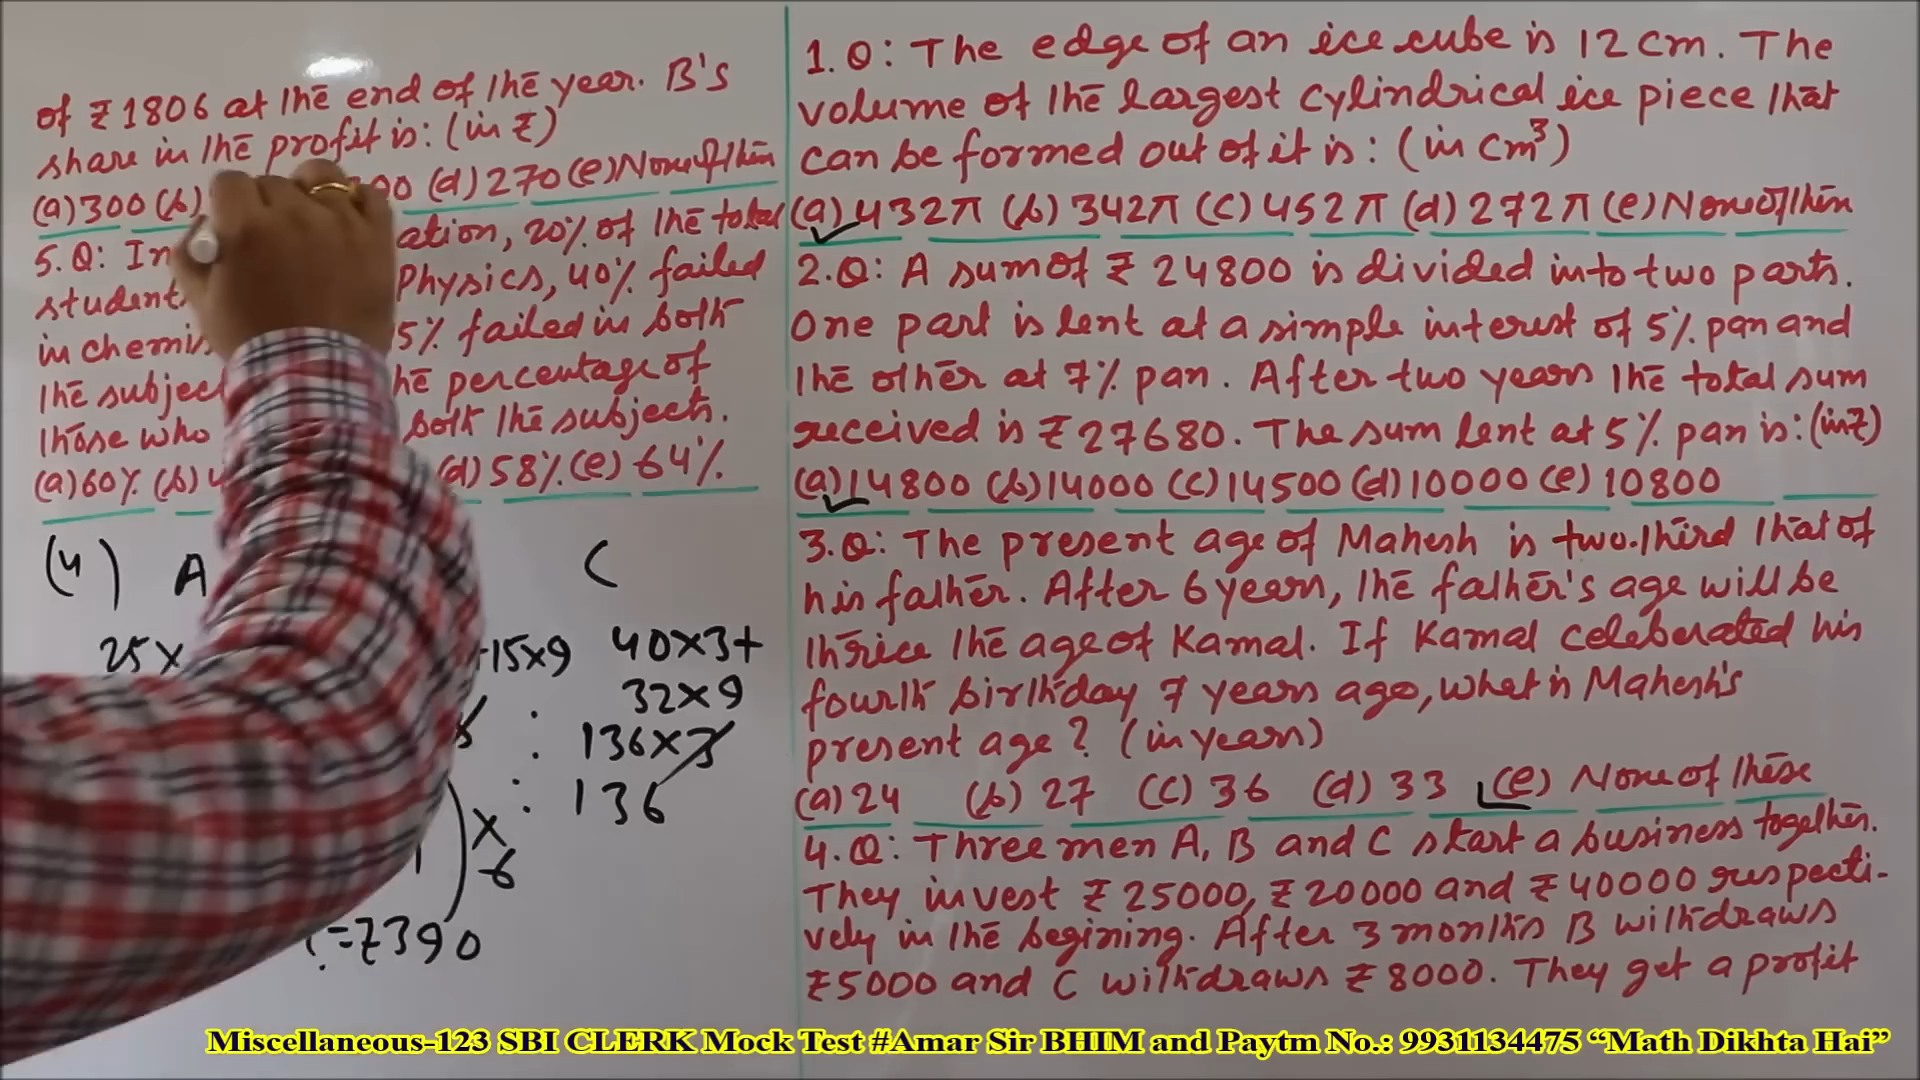 1. Q: The edge of an ice cube is 12 cm. The
volume of the largest cylindrical ice piece that
can be formed out of it is: (in cm³)
(a) 432π (b) 342π (c) 452π (d) 272π (e) None of them
2. Q: A sum of ₹ 24800 is divided into two parts.
One part is lent at a simple interest of 5% pan and
the other at 7% pan. After two years the total sum
received is ₹ 27680. The sum lent at 5% pan is: (in ₹)
(a) 14800 (b) 14000 (c) 14500 (d) 10000 (e) 10800
3. Q: The present age of Mahesh is two-third that of
his father. After 6 years, the father's age will be
thrice the age of Kamal. If Kamal celeberated his
fourth birthday 7 years ago, what is Mahesh's
present age? (in years)
(a) 24 (b) 27 (c) 36 (d) 33 (e) None of these
4. Q: Three men A, B and C start a business together.
They invest ₹ 25000, ₹ 20000 and ₹ 40000 respecti-
vely in the begining. After 3 months B withdraws
₹ 5000 and C withdraws ₹ 8000. They get a profit
of ₹ 1806 at the end of the year. B's
share in the profit is: (in ₹)
(a) 300 (b) 90 (d) 270 (e) None of them
5. Q: In ation, 20% of the total
student Physics, 40% failed
in chemis 5% failed in both
the subject he percentage of
those who both the subjects.
(a) 60% (b) 4 (d) 58% (e) 64%
(4) A C
25× +15×9 40×3+
32×9
: 136×3
: 136
) × 6
= ₹ 390
Miscellaneous-123 SBI CLERK Mock Test #Amar Sir BHIM and Paytm No.: 9931134475 “Math Dikhta Hai”